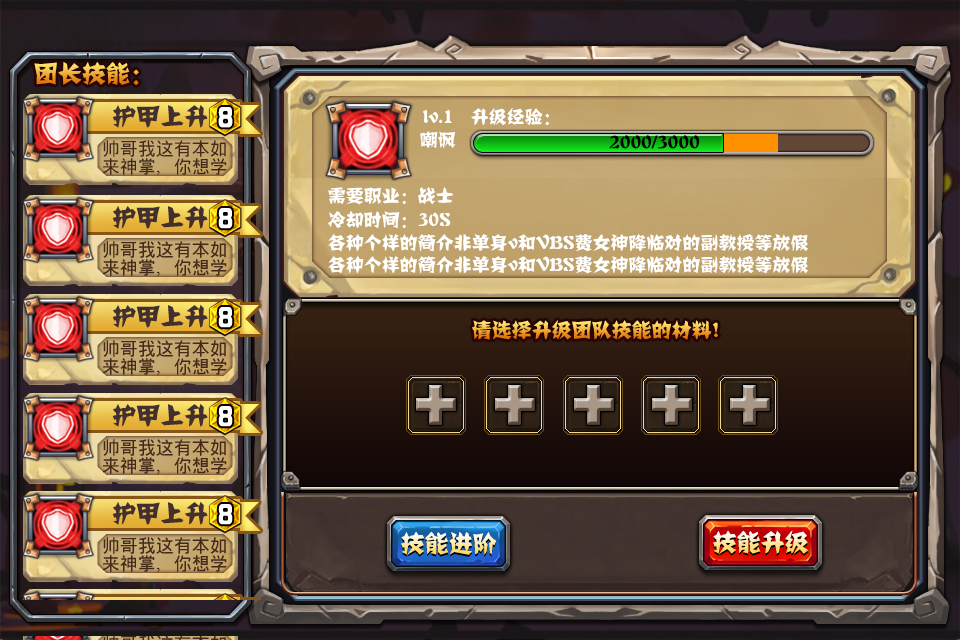 团长技能:
护甲上升 8
帅哥我这有本如
来神掌，你想学
护甲上升 8
帅哥我这有本如
来神掌，你想学
护甲上升 8
帅哥我这有本如
来神掌，你想学
护甲上升 8
帅哥我这有本如
来神掌，你想学
护甲上升 8
帅哥我这有本如
来神掌，你想学
lv.1 升级经验:
嘲讽
2000/3000
需要职业: 战士
冷却时间: 30S
各种个样的简介非单身v和VBS费女神降临对的副教授等放假
各种个样的简介非单身v和VBS费女神降临对的副教授等放假
请选择升级团队技能的材料!
技能进阶
技能升级